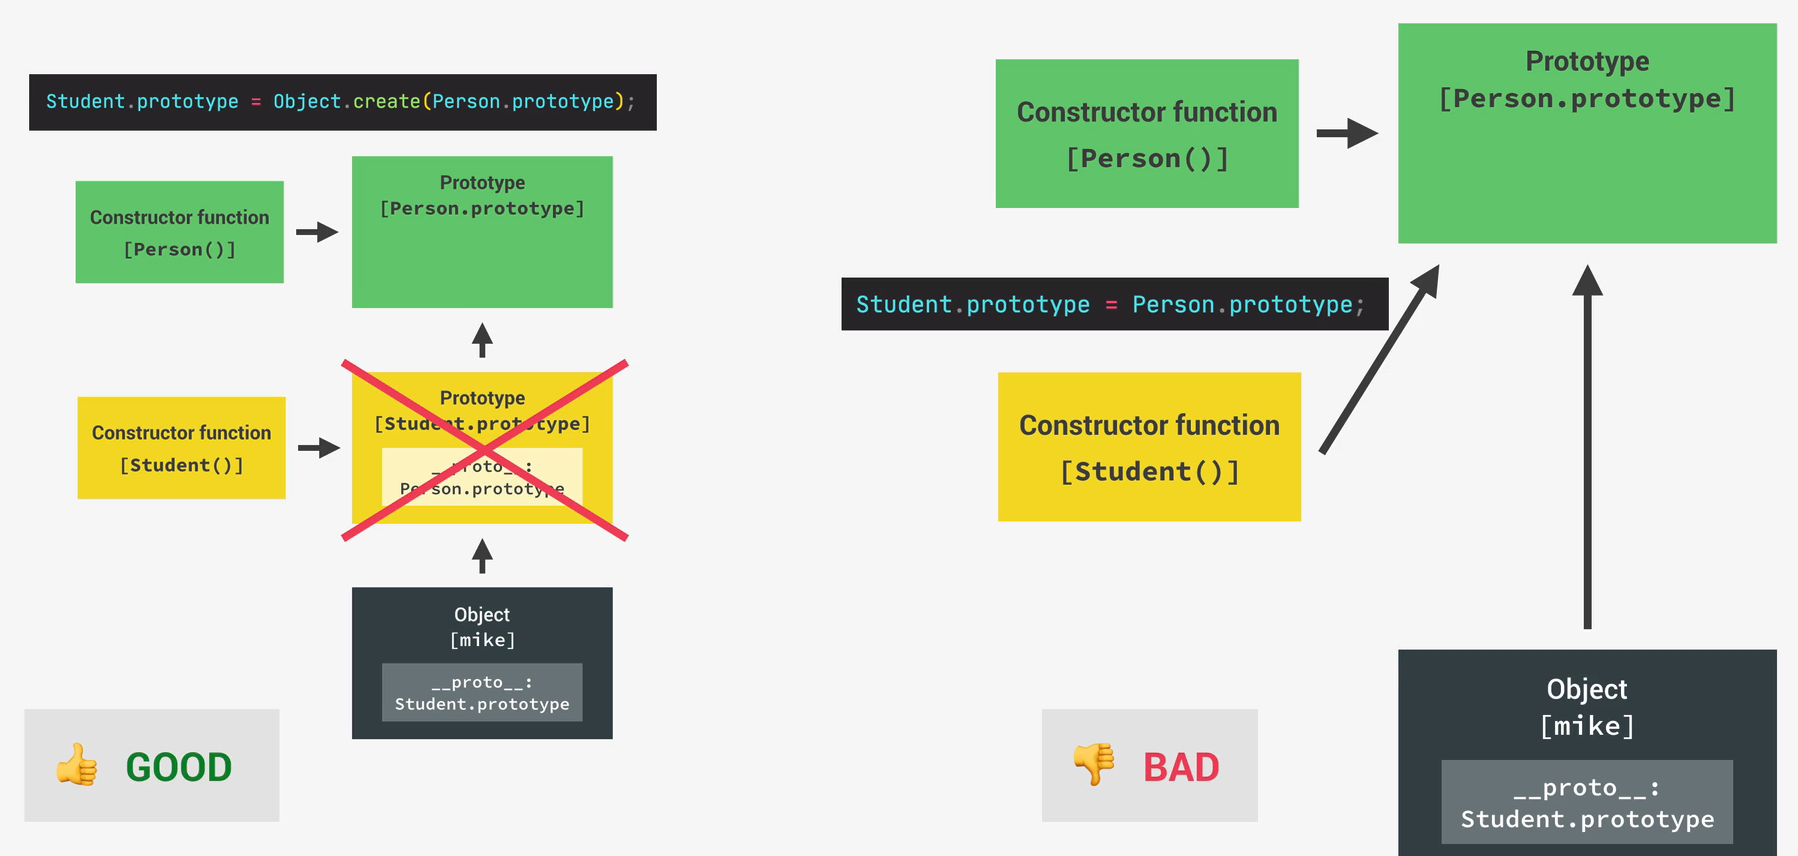 Student.prototype = Object.create(Person.prototype);
Constructor function
[Person()]
Prototype
[Person.prototype]
Constructor function
[Student()]
Prototype
[Student.prototype]
__proto__:
Person.prototype
Object
[mike]
__proto__:
Student.prototype
GOOD
Constructor function
[Person()]
Prototype
[Person.prototype]
Student.prototype = Person.prototype;
Constructor function
[Student()]
Object
[mike]
__proto__:
Student.prototype
BAD